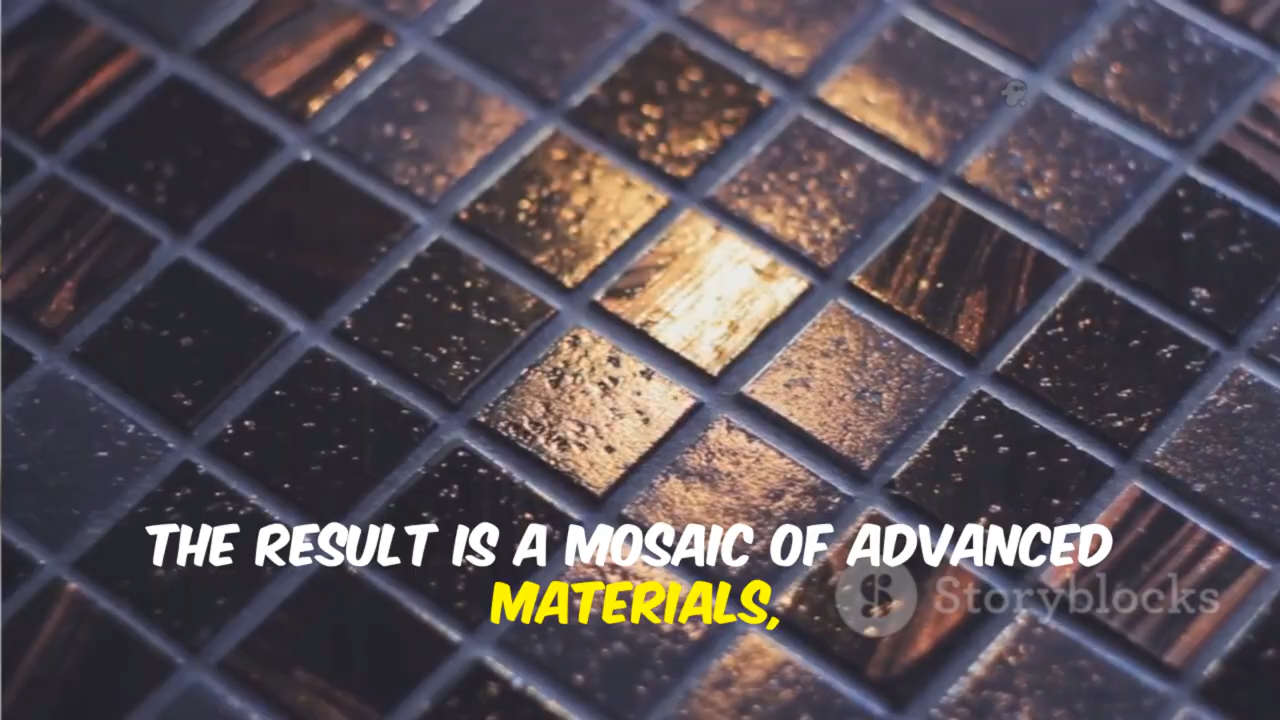 THE RESULT IS A MOSAIC OF ADVANCED
MATERIALS,
Storyblocks